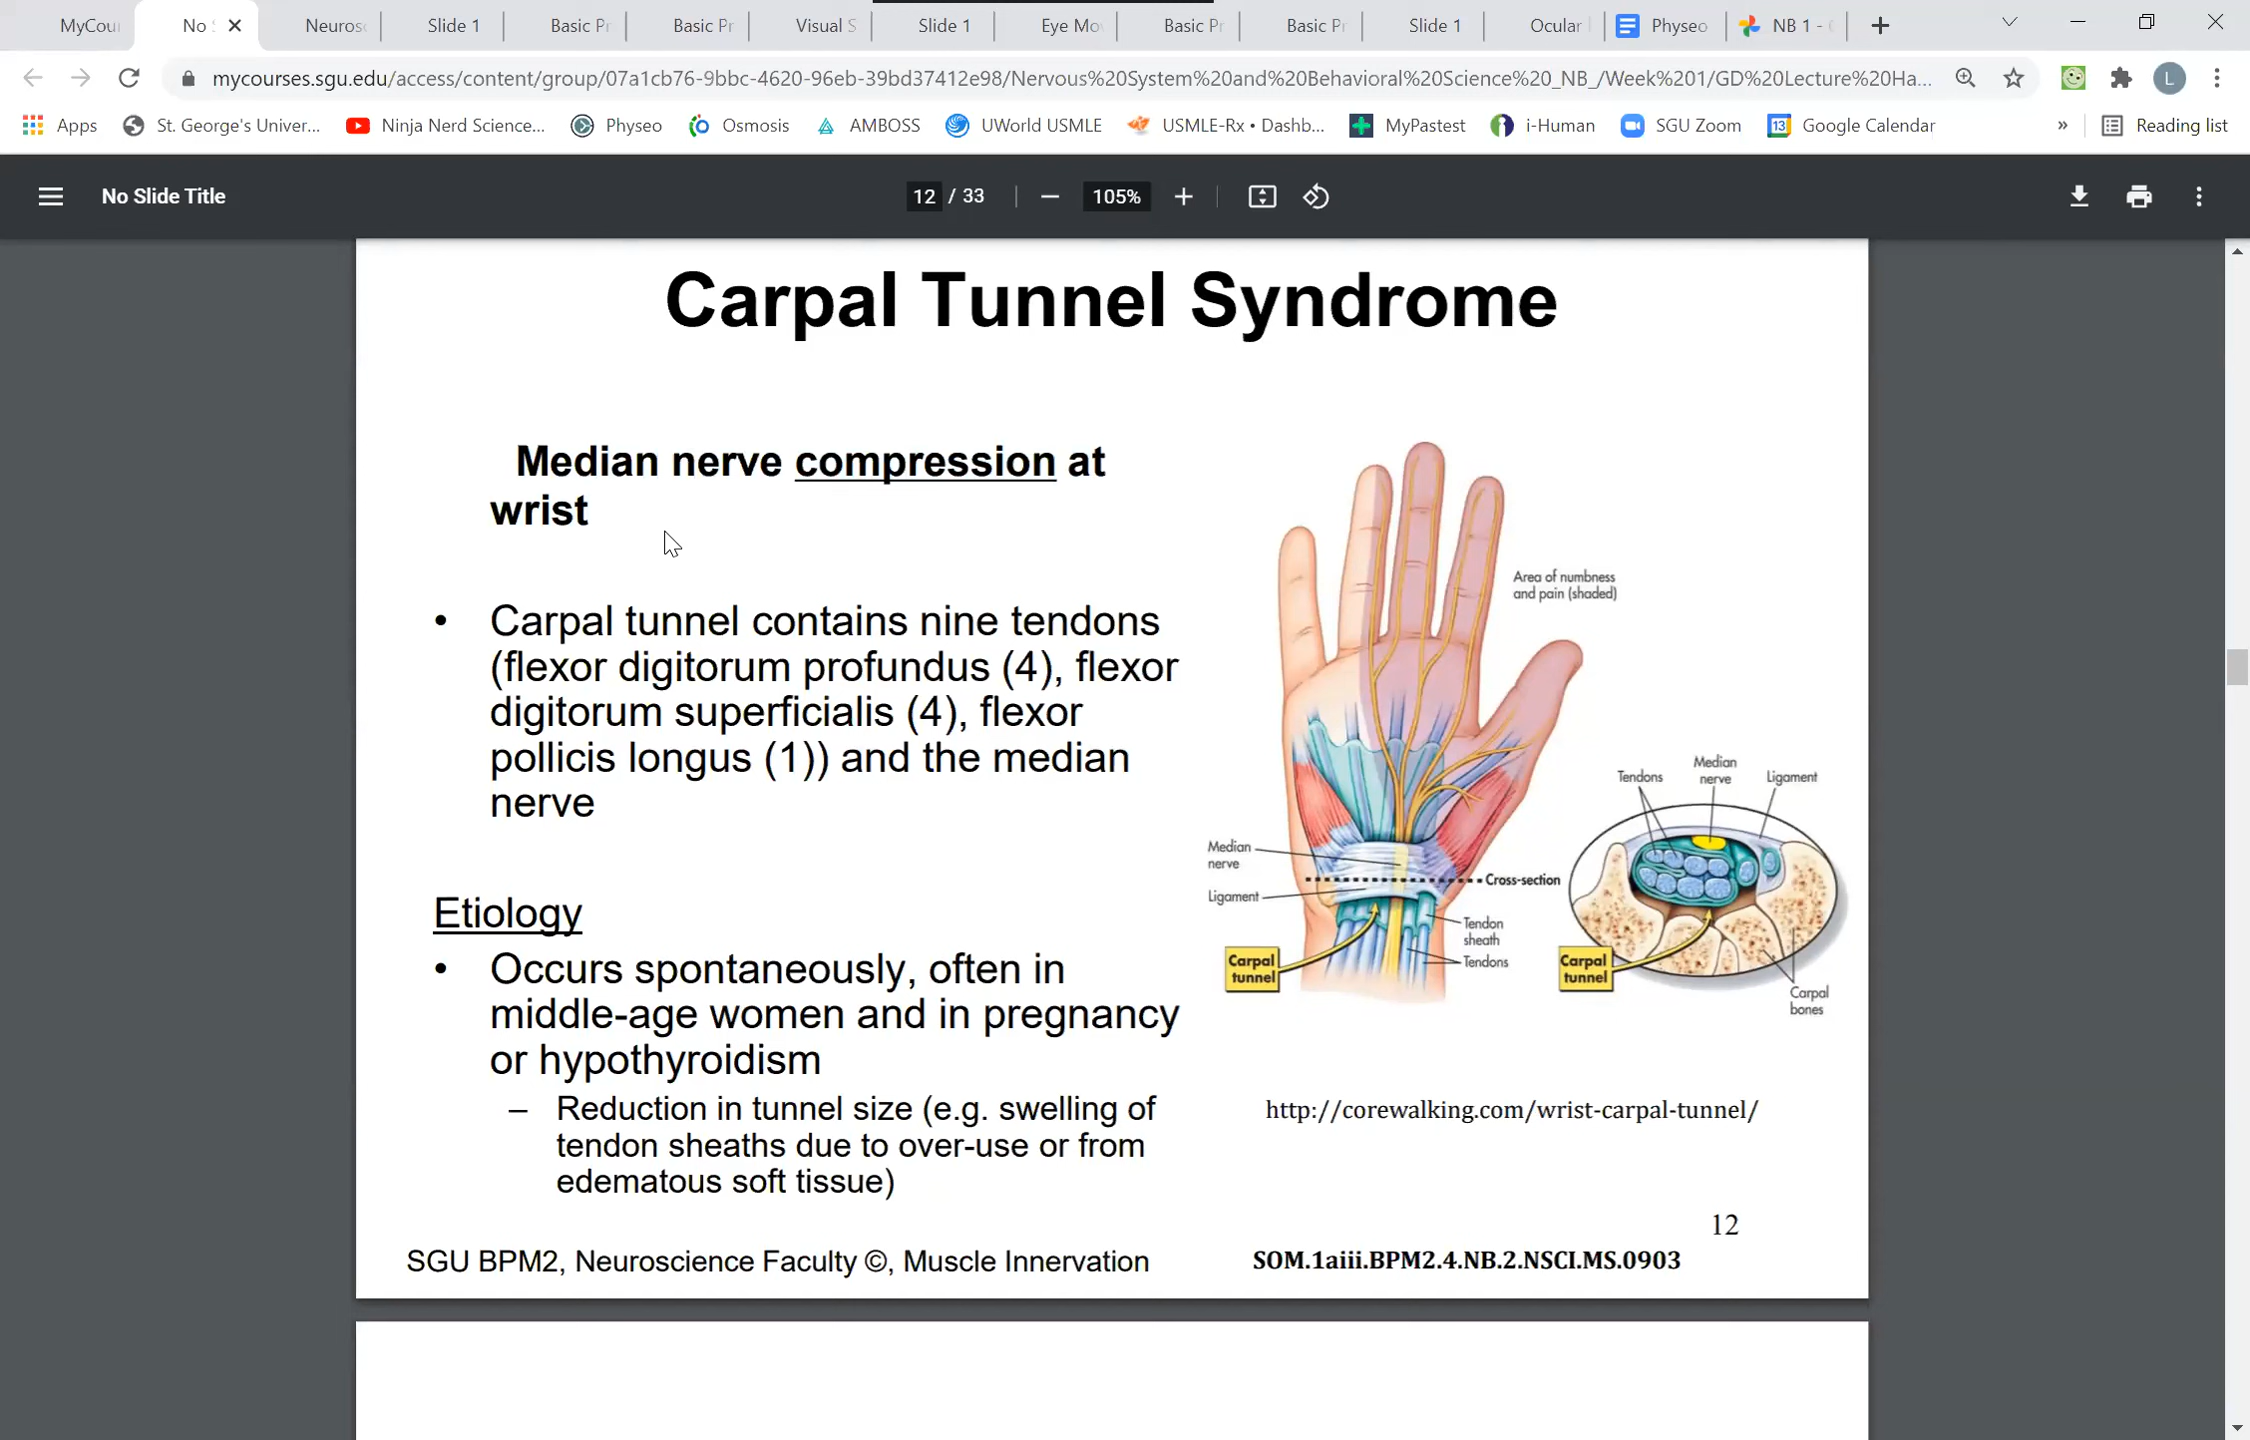 MyCour
No S
Neurosc
Slide 1
Basic Pr
Basic Pr
Visual S
Slide 1
Eye Mo
Basic Pr
Basic Pr
Slide 1
Ocular
Physeo
NB 1 -
mycourses.sgu.edu/access/content/group/07a1cb76-9bbc-4620-96eb-39bd37412e98/Nervous%20System%20and%20Behavioral%20Science%20_NB_/Week%201/GD%20Lecture%20Ha...
L
Apps
St. George's Univer...
Ninja Nerd Science...
Physeo
Osmosis
AMBOSS
UWorld USMLE
USMLE-Rx • Dashb...
MyPastest
i-Human
SGU Zoom
13
Google Calendar
»
Reading list
No Slide Title
12 / 33
105%
Carpal Tunnel Syndrome
Median nerve compression at
wrist
• Carpal tunnel contains nine tendons
(flexor digitorum profundus (4), flexor
digitorum superficialis (4), flexor
pollicis longus (1)) and the median
nerve
Etiology
• Occurs spontaneously, often in
middle-age women and in pregnancy
or hypothyroidism
– Reduction in tunnel size (e.g. swelling of
tendon sheaths due to over-use or from
edematous soft tissue)
Area of numbness
and pain (shaded)
Median
nerve
Ligament
Cross-section
Tendon
sheath
Tendons
Carpal
tunnel
Tendons
Median
nerve
Ligament
Carpal
tunnel
Carpal
bones
http://corewalking.com/wrist-carpal-tunnel/
12
SGU BPM2, Neuroscience Faculty ©, Muscle Innervation
SOM.1aiii.BPM2.4.NB.2.NSCI.MS.0903